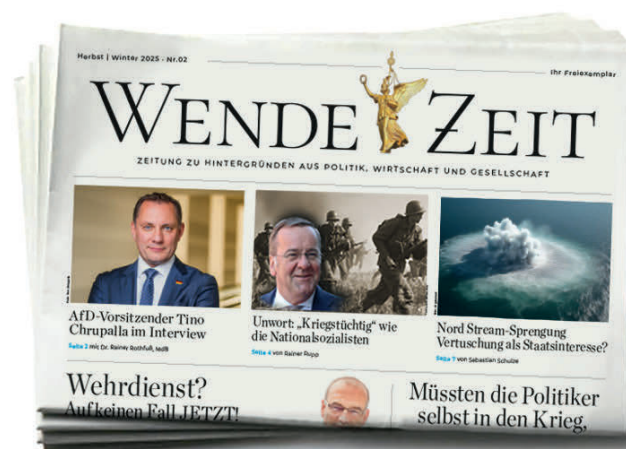 Herbst | Winter 2025 - Nr.02
Ihr Freiexemplar
WENDE ZEIT
ZEITUNG ZU HINTERGRÜNDEN AUS POLITIK, WIRTSCHAFT UND GESELLSCHAFT
AfD-Vorsitzender Tino
Chrupalla im Interview
Seite 2 mit Dr. Rainer Rothfuß, MdB
Unwort: „Kriegstüchtig“ wie
die Nationalsozialisten
Seite 4 von Rainer Rupp
Nord Stream-Sprengung
Vertuschung als Staatsinteresse?
Seite 7 von Sebastian Schulze
Wehrdienst?
Auf keinen Fall JETZT!
Müssten die Politiker
selbst in den Krieg,